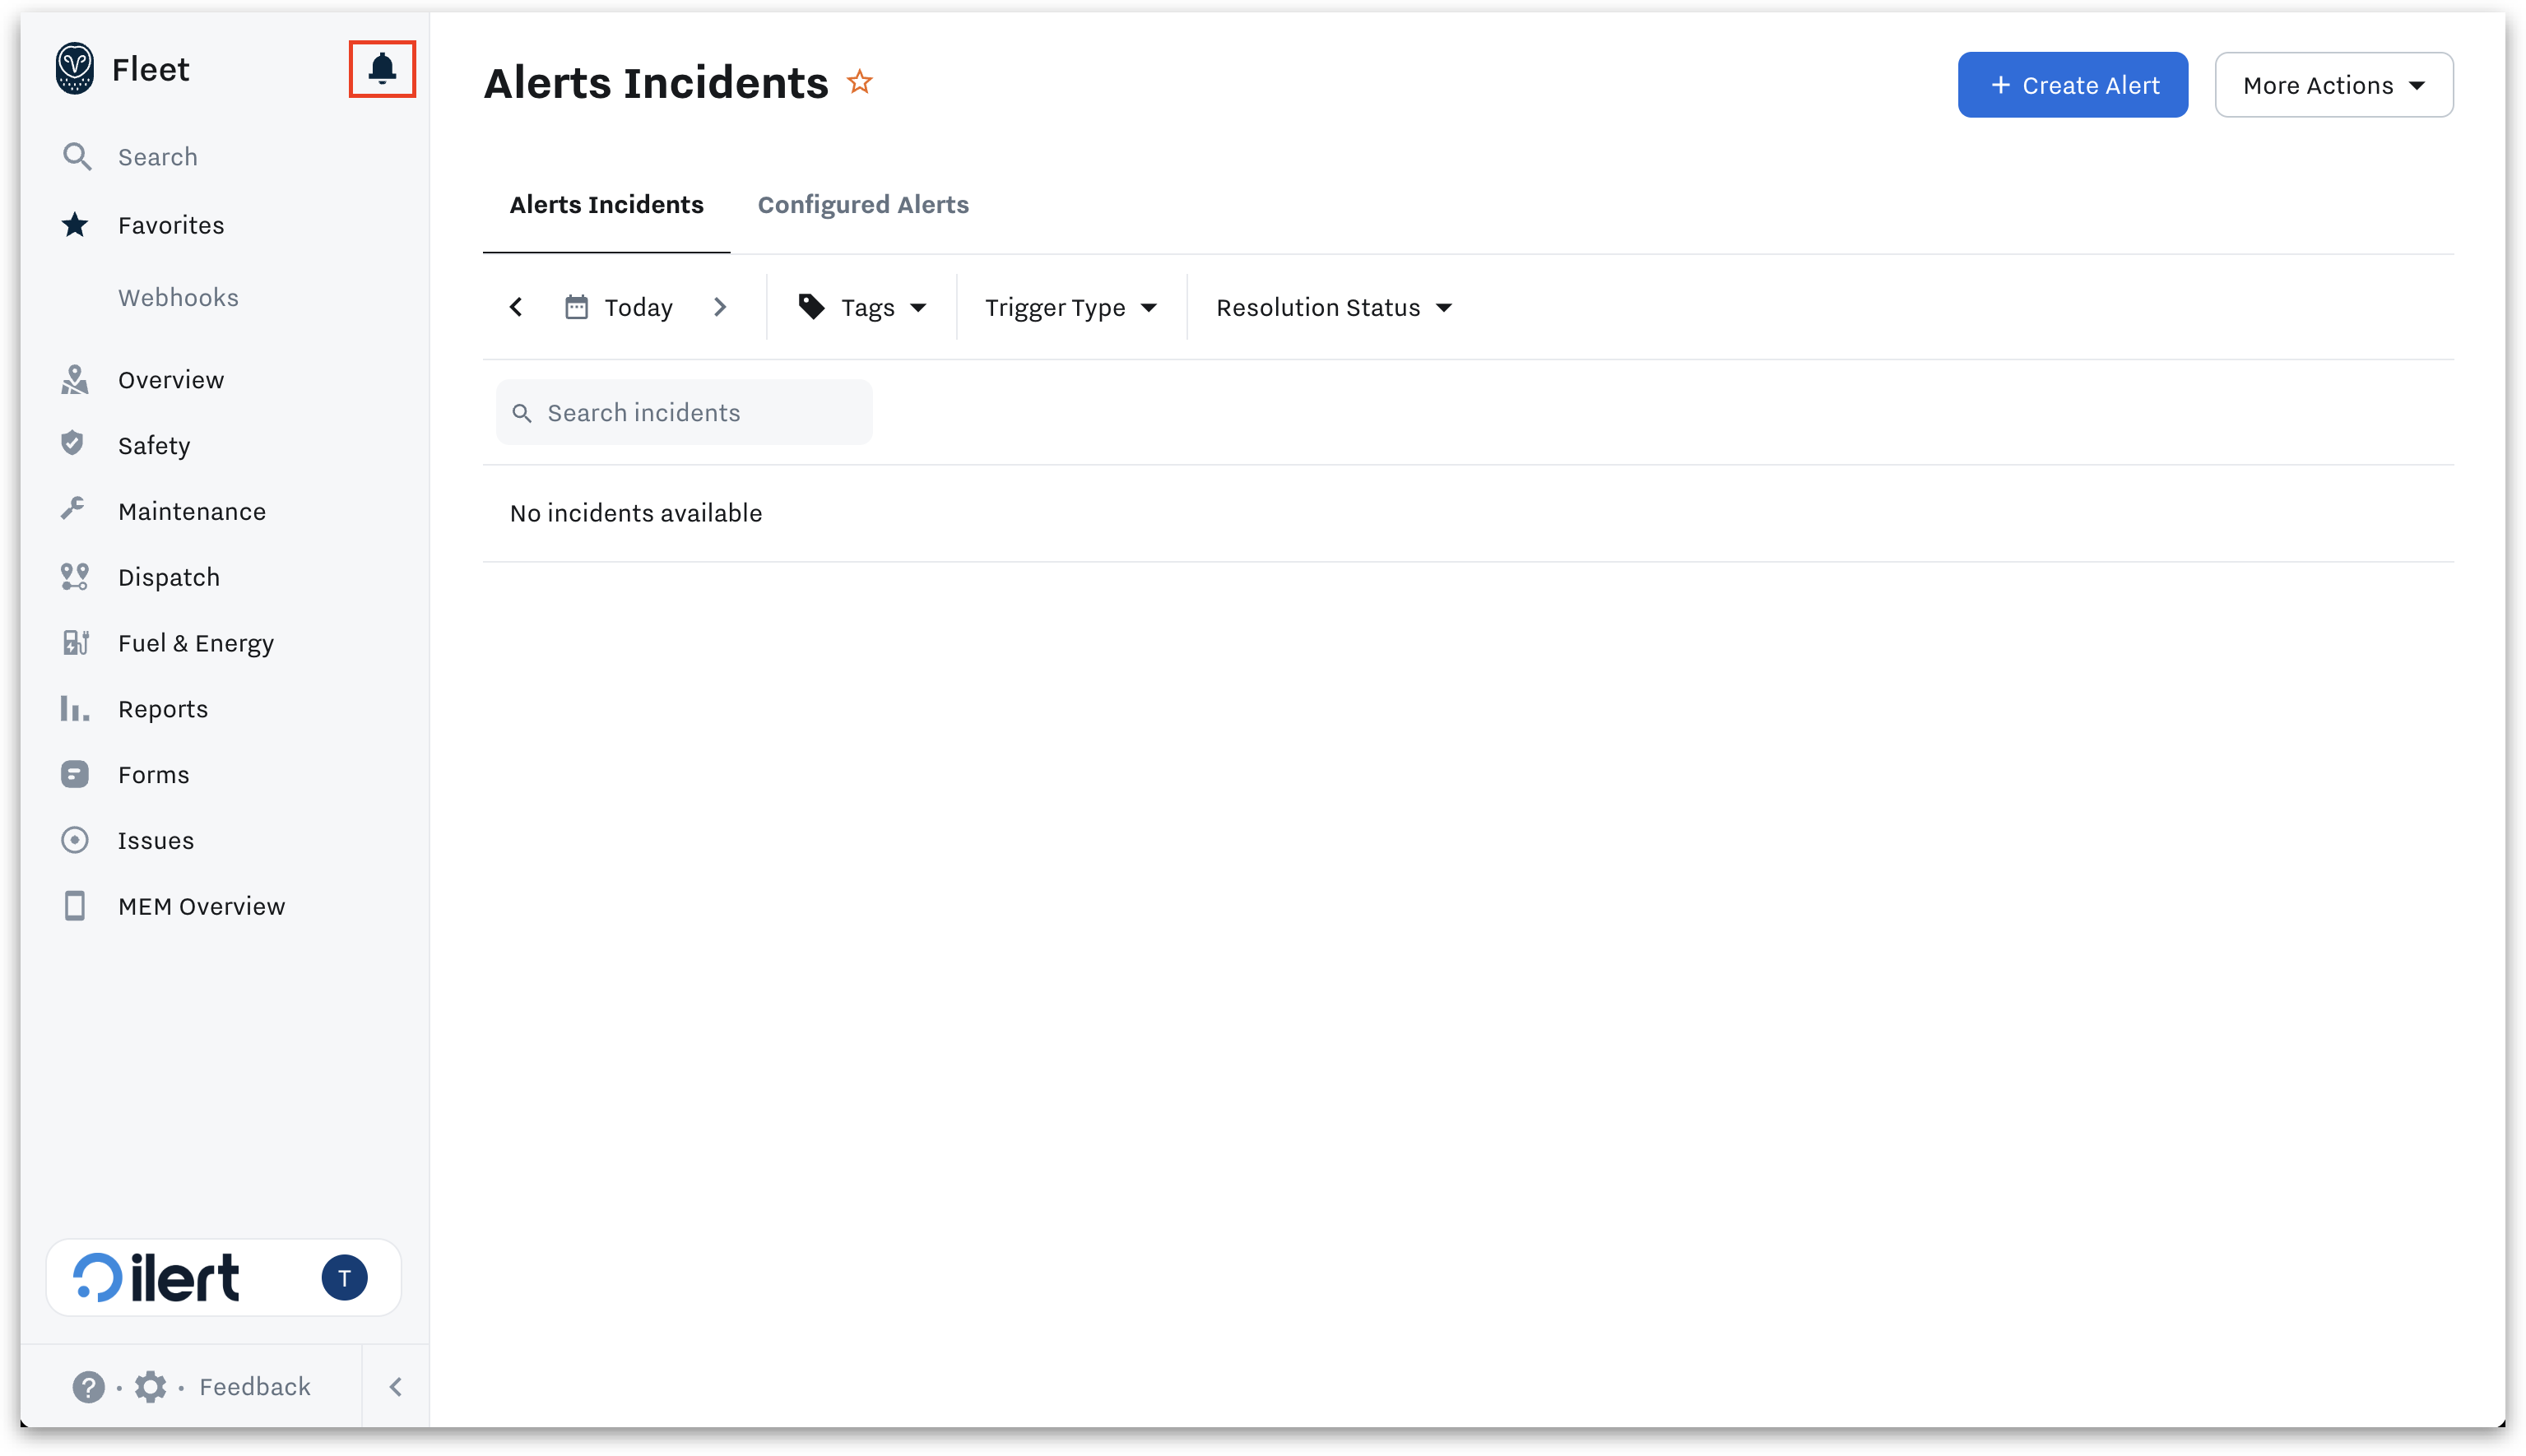 Fleet
Search
Favorites
Webhooks
Overview
Safety
Maintenance
Dispatch
Fuel & Energy
Reports
Forms
Issues
MEM Overview
ilert
T
? · · Feedback
Alerts Incidents
+ Create Alert
More Actions
Alerts Incidents
Configured Alerts
Today
Tags
Trigger Type
Resolution Status
Search incidents
No incidents available